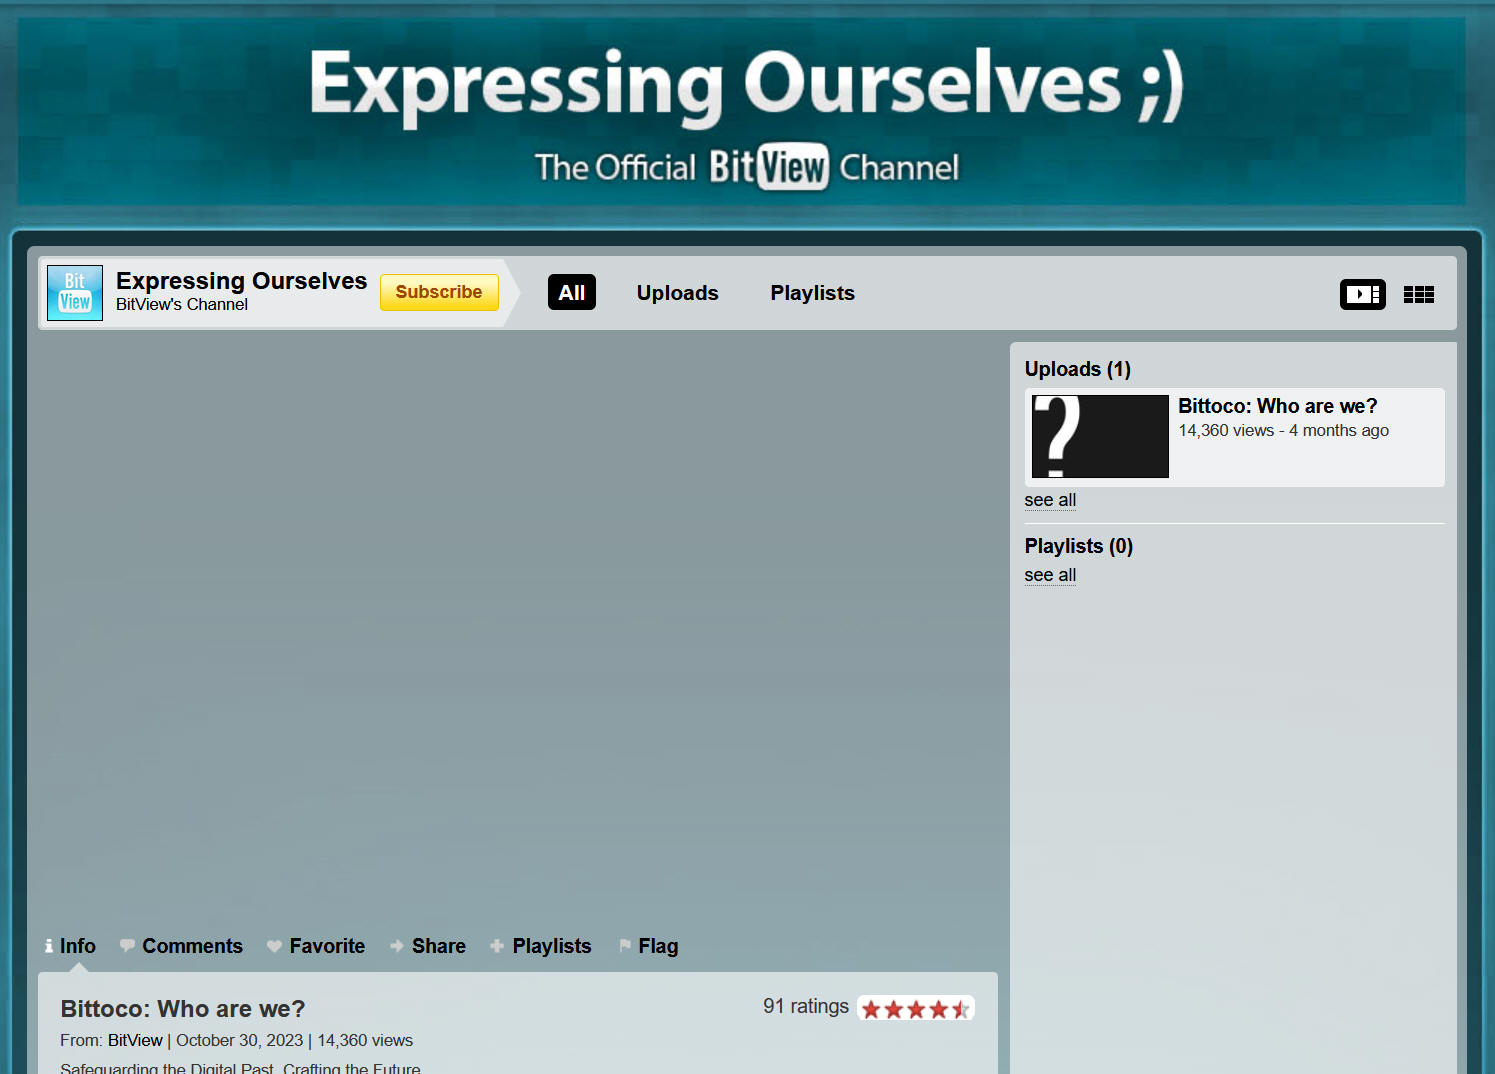 Expressing Ourselves ;)
The Official BitView Channel
Bit
View
Expressing Ourselves
BitView's Channel
Subscribe
All
Uploads
Playlists
Uploads (1)
?
Bittoco: Who are we?
14,360 views - 4 months ago
see all
Playlists (0)
see all
Info
Comments
Favorite
Share
Playlists
Flag
Bittoco: Who are we?
91 ratings
From: BitView | October 30, 2023 | 14,360 views
Safeguarding the Digital Past, Crafting the Future